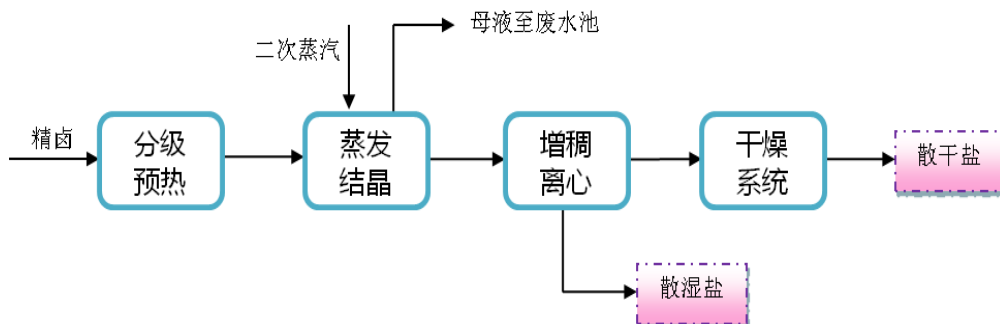 母液至废水池
二次蒸汽
精卤
分级
预热
蒸发
结晶
增稠
离心
干燥
系统
散干盐
散湿盐